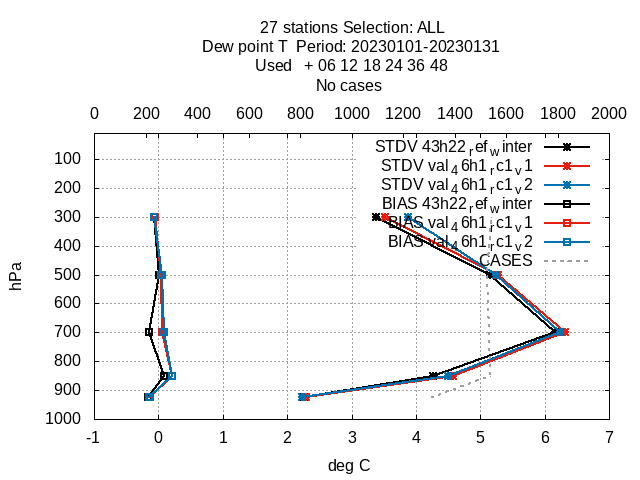 27 stations Selection: ALL
Dew point T  Period: 20230101-20230131
Used   + 06 12 18 24 36 48
No cases
0 200 400 600 800 1000 1200 1400 1600 1800 2000
STDV 43h22_ref_winter
STDV val_46h1_rc1_v1
STDV val_46h1_rc1_v2
BIAS 43h22_ref_winter
BIAS val_46h1_rc1_v1
BIAS val_46h1_rc1_v2
CASES
100
200
300
400
500
600
700
800
900
1000
hPa
-1 0 1 2 3 4 5 6 7
deg C